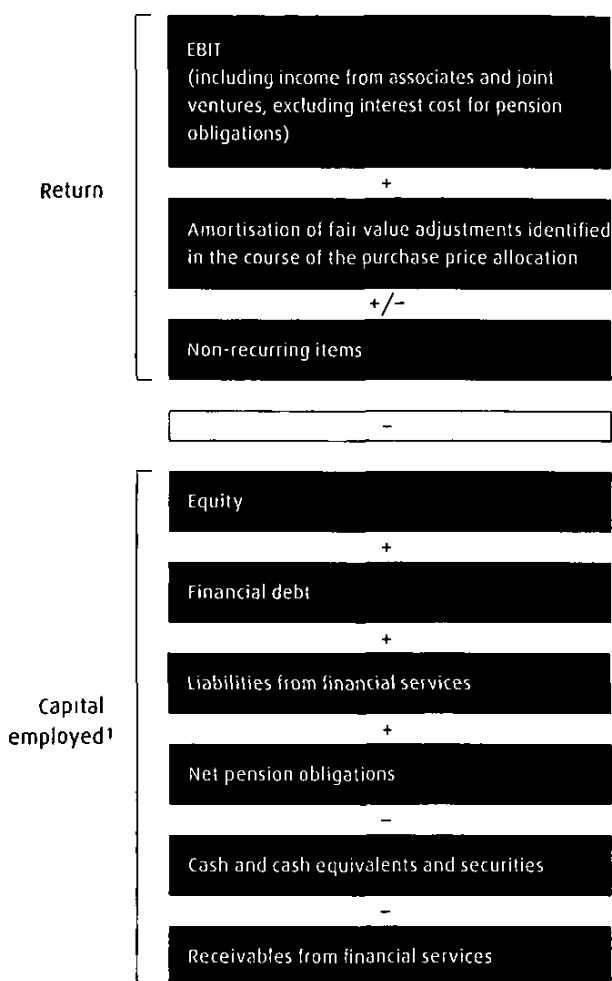 EBIT
(including income from associates and joint
ventures, excluding interest cost for pension
obligations)
+
Return
Amortisation of fair value adjustments identified
in the course of the purchase price allocation
+/−
Non-recurring items
−
Equity
+
Financial debt
+
Liabilities from financial services
Capital
employed¹
+
Net pension obligations
−
Cash and cash equivalents and securities
−
Receivables from financial services